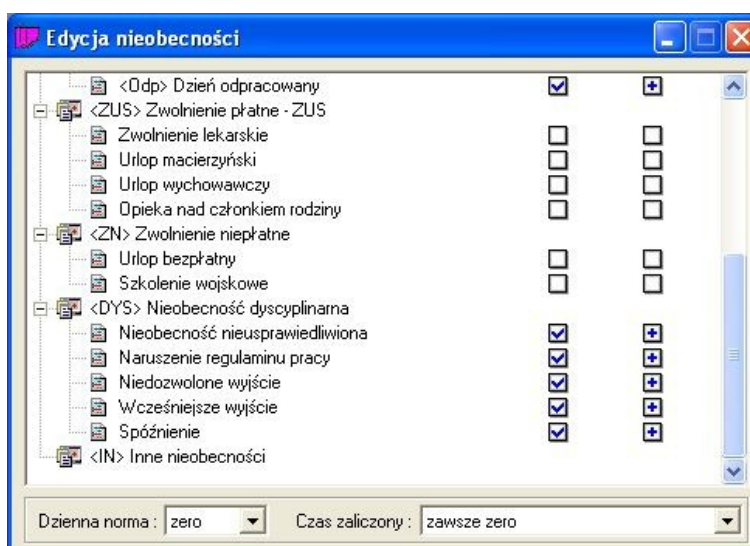 Edycja nieobecności
<Odp> Dzień odpracowany
<ZUS> Zwolnienie płatne - ZUS
Zwolnienie lekarskie
Urlop macierzyński
Urlop wychowawczy
Opieka nad członkiem rodziny
<ZN> Zwolnienie niepłatne
Urlop bezpłatny
Szkolenie wojskowe
<DYS> Nieobecność dyscyplinarna
Nieobecność nieusprawiedliwiona
Naruszenie regulaminu pracy
Niedozwolone wyjście
Wcześniejsze wyjście
Spóźnienie
<IN> Inne nieobecności
Dzienna norma : zero Czas zaliczony : zawsze zero